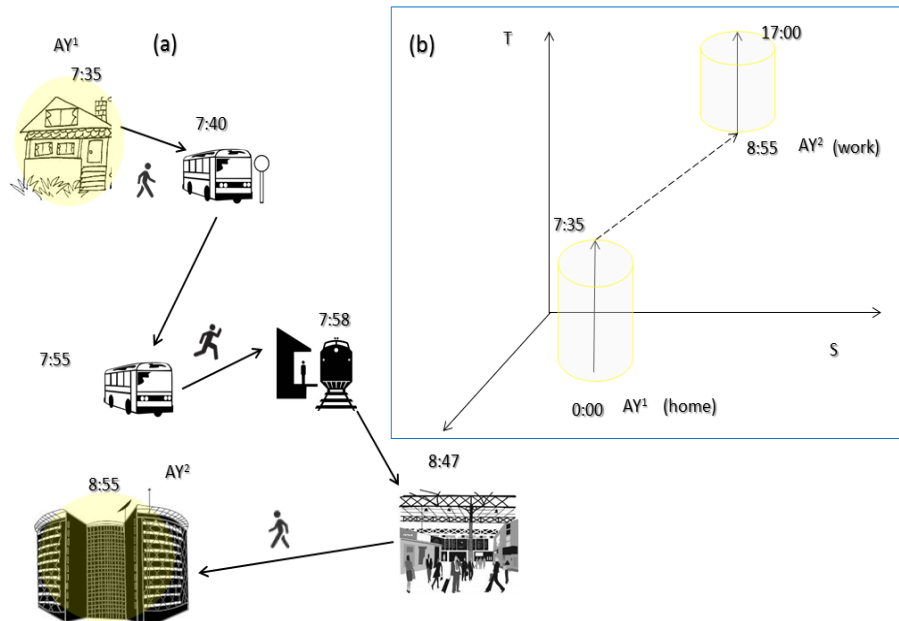 AY¹ (a)
7:35
7:40
7:55
7:58
8:47
AY²
8:55
(b) T
17:00
8:55 AY² (work)
7:35
S
0:00 AY¹ (home)